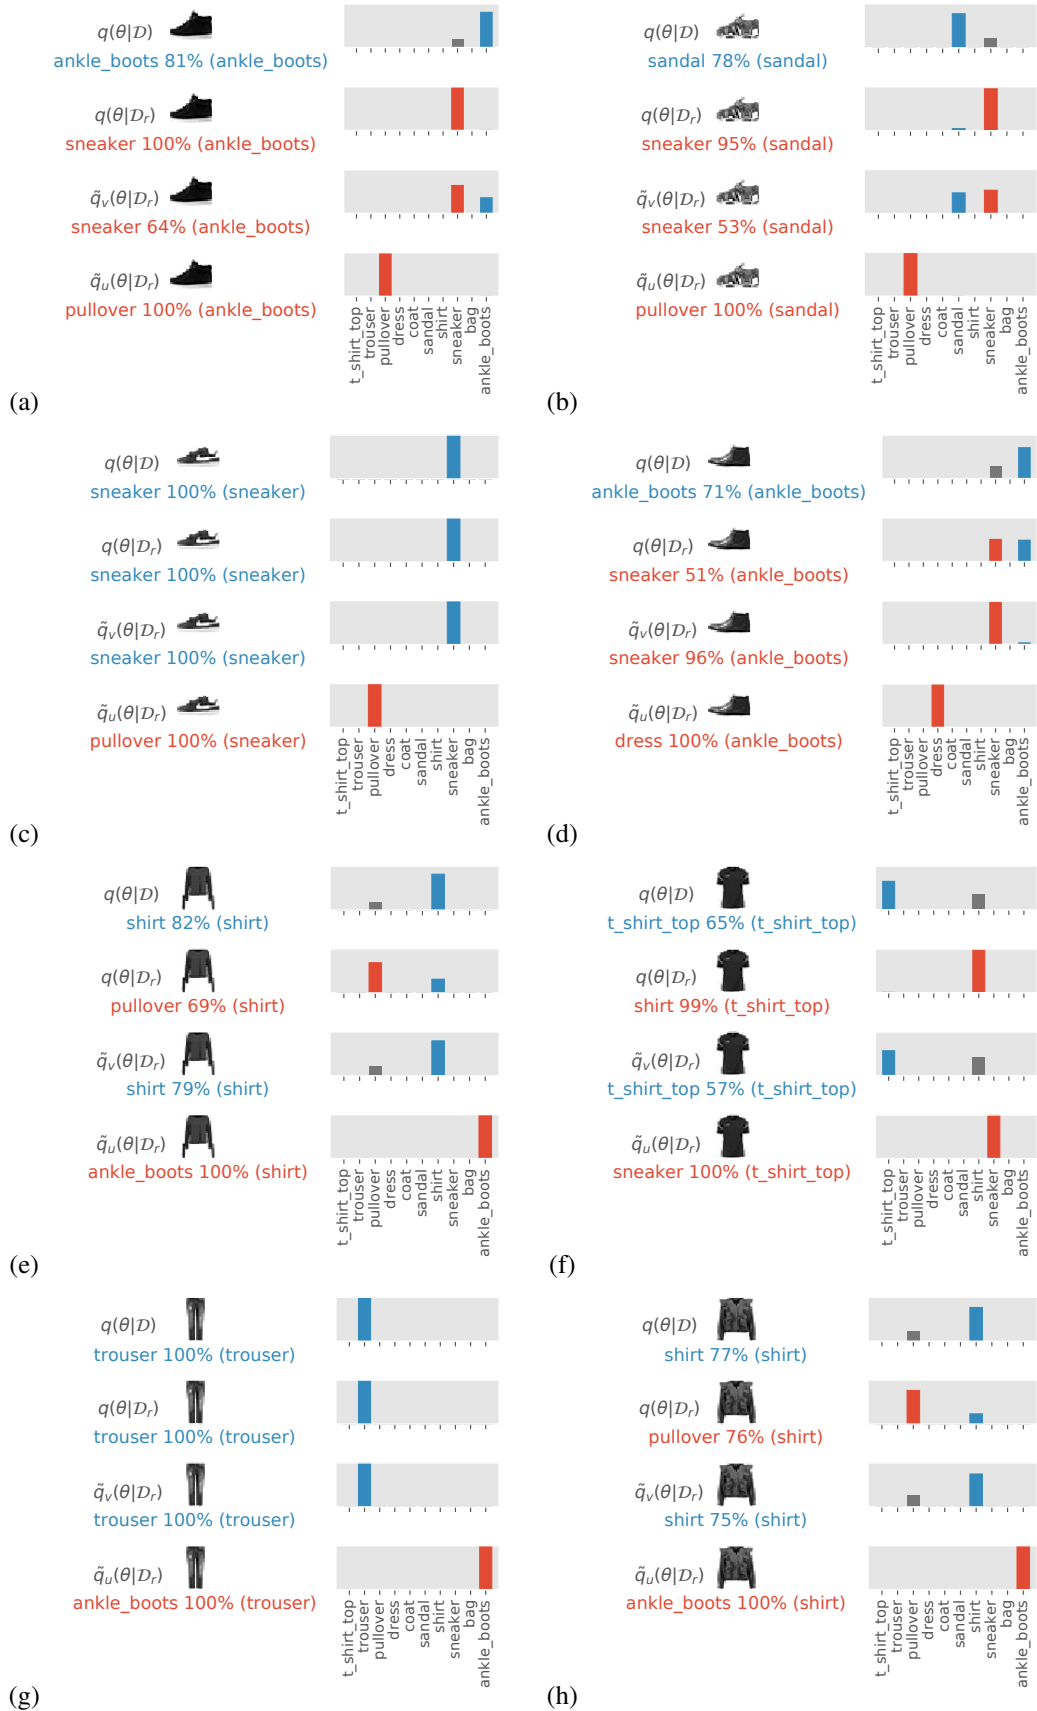 q(θ|D)
ankle_boots 81% (ankle_boots)
q(θ|Dᵣ)
sneaker 100% (ankle_boots)
q̃ᵥ(θ|Dᵣ)
sneaker 64% (ankle_boots)
q̃ᵤ(θ|Dᵣ)
pullover 100% (ankle_boots)
t_shirt_top
trouser
pullover
dress
coat
sandal
shirt
sneaker
bag
ankle_boots
(a)
q(θ|D)
sandal 78% (sandal)
q(θ|Dᵣ)
sneaker 95% (sandal)
q̃ᵥ(θ|Dᵣ)
sneaker 53% (sandal)
q̃ᵤ(θ|Dᵣ)
pullover 100% (sandal)
t_shirt_top
trouser
pullover
dress
coat
sandal
shirt
sneaker
bag
ankle_boots
(b)
q(θ|D)
sneaker 100% (sneaker)
q(θ|Dᵣ)
sneaker 100% (sneaker)
q̃ᵥ(θ|Dᵣ)
sneaker 100% (sneaker)
q̃ᵤ(θ|Dᵣ)
pullover 100% (sneaker)
t_shirt_top
trouser
pullover
dress
coat
sandal
shirt
sneaker
bag
ankle_boots
(c)
q(θ|D)
ankle_boots 71% (ankle_boots)
q(θ|Dᵣ)
sneaker 51% (ankle_boots)
q̃ᵥ(θ|Dᵣ)
sneaker 96% (ankle_boots)
q̃ᵤ(θ|Dᵣ)
dress 100% (ankle_boots)
t_shirt_top
trouser
pullover
dress
coat
sandal
shirt
sneaker
bag
ankle_boots
(d)
q(θ|D)
shirt 82% (shirt)
q(θ|Dᵣ)
pullover 69% (shirt)
q̃ᵥ(θ|Dᵣ)
shirt 79% (shirt)
q̃ᵤ(θ|Dᵣ)
ankle_boots 100% (shirt)
t_shirt_top
trouser
pullover
dress
coat
sandal
shirt
sneaker
bag
ankle_boots
(e)
q(θ|D)
t_shirt_top 65% (t_shirt_top)
q(θ|Dᵣ)
shirt 99% (t_shirt_top)
q̃ᵥ(θ|Dᵣ)
t_shirt_top 57% (t_shirt_top)
q̃ᵤ(θ|Dᵣ)
sneaker 100% (t_shirt_top)
t_shirt_top
trouser
pullover
dress
coat
sandal
shirt
sneaker
bag
ankle_boots
(f)
q(θ|D)
trouser 100% (trouser)
q(θ|Dᵣ)
trouser 100% (trouser)
q̃ᵥ(θ|Dᵣ)
trouser 100% (trouser)
q̃ᵤ(θ|Dᵣ)
ankle_boots 100% (trouser)
t_shirt_top
trouser
pullover
dress
coat
sandal
shirt
sneaker
bag
ankle_boots
(g)
q(θ|D)
shirt 77% (shirt)
q(θ|Dᵣ)
pullover 76% (shirt)
q̃ᵥ(θ|Dᵣ)
shirt 75% (shirt)
q̃ᵤ(θ|Dᵣ)
ankle_boots 100% (shirt)
t_shirt_top
trouser
pullover
dress
coat
sandal
shirt
sneaker
bag
ankle_boots
(h)